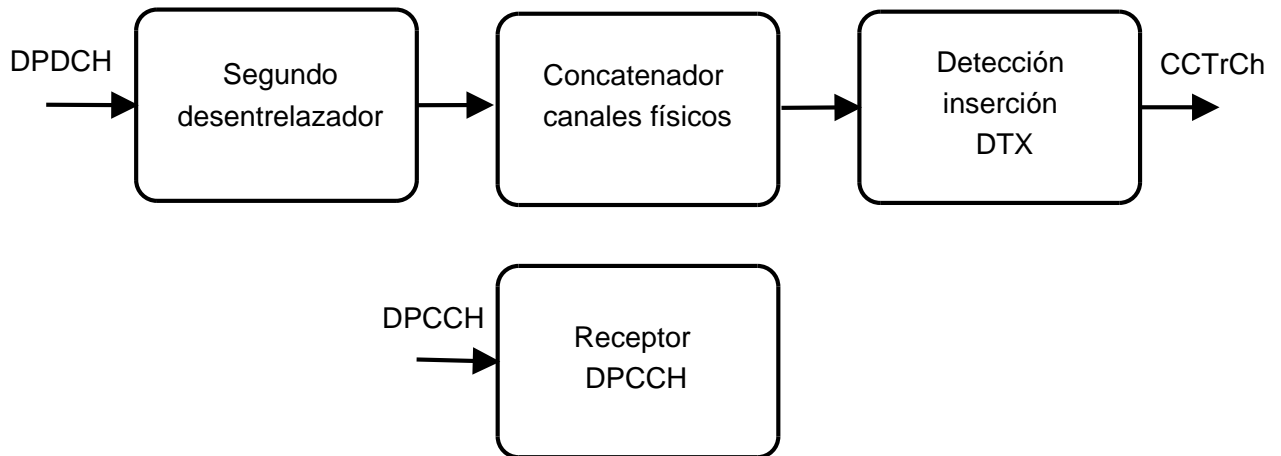 DPDCH
Segundo
desentrelazador
Concatenador
canales físicos
Detección
inserción
DTX
CCTrCh
DPCCH
Receptor
DPCCH